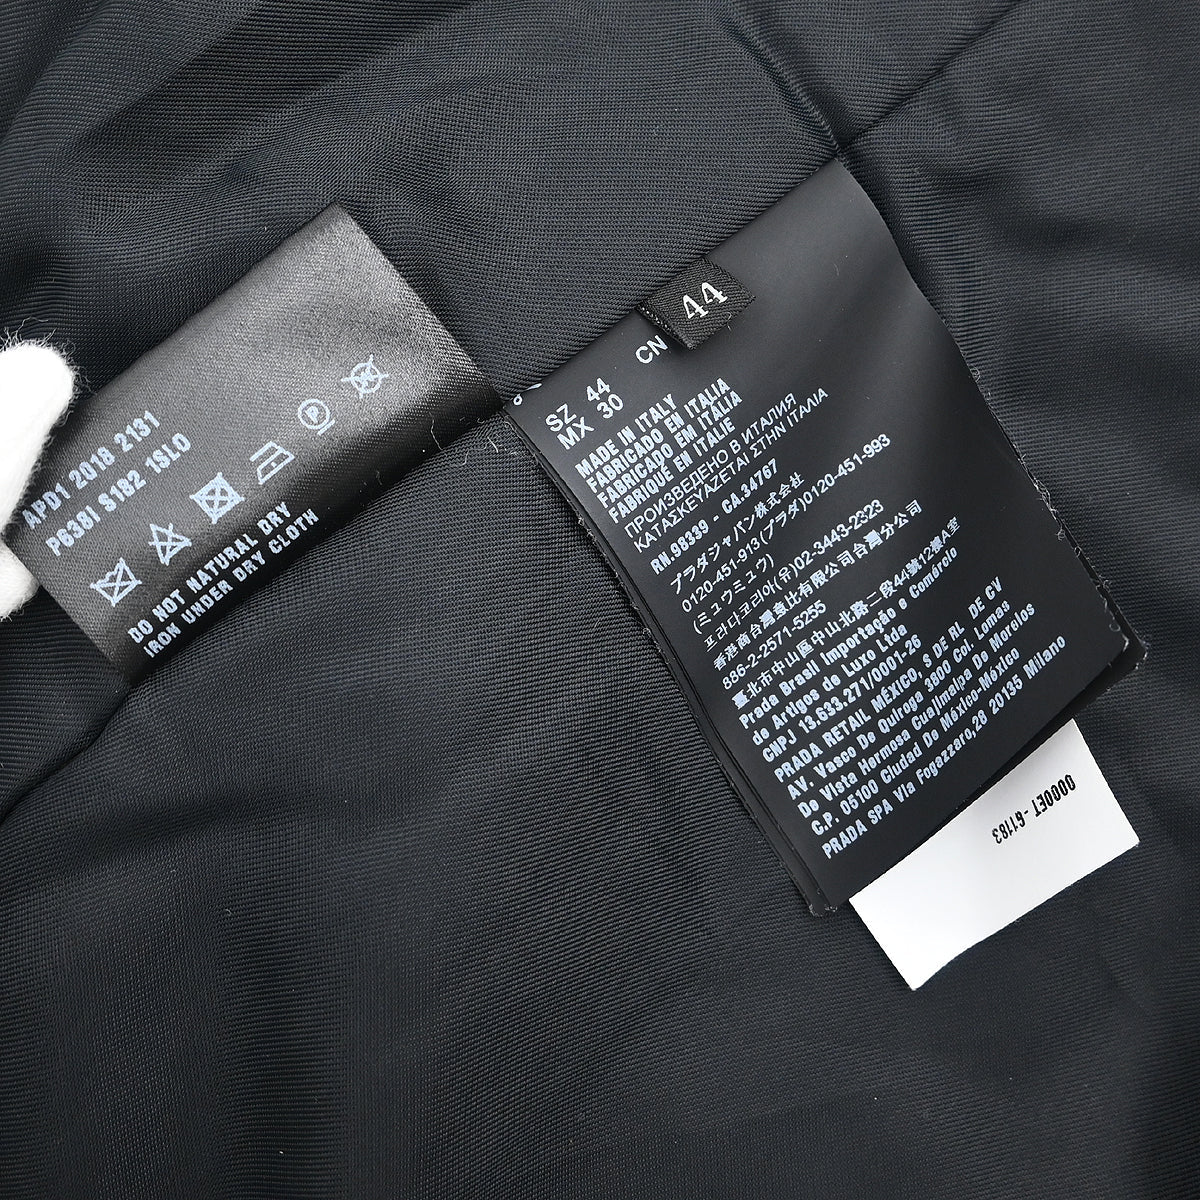 APD1 2018 2131
P638I S182 1SL0
P
DO NOT NATURAL DRY
IRON UNDER DRY CLOTH
44
CN
SZ 44
MX 30
MADE IN ITALY
FABRICADO EN ITALIA
FABRICADO EM ITALIA
FABRIQUÉ EN ITALIE
ПРОИЗВЕДЕНО В ИТАЛИЯ
ΚΑΤΑΣΚΕΥΑΖΕΤΑΙ ΣΤΗΝ ΙΤΑΛΙΑ
RN.98339 - CA.34767
プラダジャパン株式会社
0120-451-913(プラダ)0120-451-993
(ミュウミュウ)
프라다코리아(유)02-3443-2323
香港商台灣普比有限公司台灣分公司
886-2-2571-5255
臺北市中山區中山北路二段44號12樓A室
Prada Brasil Importação e Comércio
de Artigos de Luxo Ltda
CNPJ 13.633.271/0001-26
PRADA RETAIL MÉXICO, S DE RL DE CV
AV. Vasco De Quiroga 3800 Col. Lomas
De Vista Hermosa Cuajimalpa De Morelos
C.P. 05100 Ciudad De México-México
PRADA SPA Via Fogazzaro,28 20135 Milano
0000ET-61183